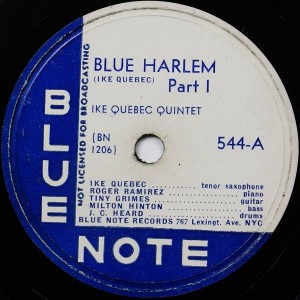 BLUE HARLEM
(IKE QUEBEC) Part I
IKE QUEBEC QUINTET
(BN
1206)
544-A
IKE QUEBEC ............ tenor saxophone
ROGER RAMIREZ ............ piano
TINY GRIMES ............ guitar
MILTON HINTON ............ bass
J. C. HEARD ............ drums
BLUE NOTE RECORDS 767 Lexingt. Ave. NYC
NOT LICENSED FOR BROADCASTING
BLUE
NOTE